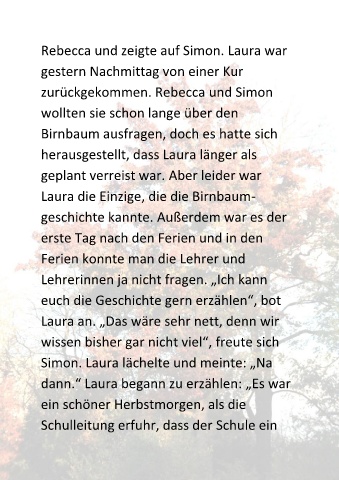 Rebecca und zeigte auf Simon. Laura war
gestern Nachmittag von einer Kur
zurückgekommen. Rebecca und Simon
wollten sie schon lange über den
Birnbaum ausfragen, doch es hatte sich
herausgestellt, dass Laura länger als
geplant verreist war. Aber leider war
Laura die Einzige, die die Birnbaum-
geschichte kannte. Außerdem war es der
erste Tag nach den Ferien und in den
Ferien konnte man die Lehrer und
Lehrerinnen ja nicht fragen. „Ich kann
euch die Geschichte gern erzählen“, bot
Laura an. „Das wäre sehr nett, denn wir
wissen bisher gar nicht viel“, freute sich
Simon. Laura lächelte und meinte: „Na
dann.“ Laura begann zu erzählen: „Es war
ein schöner Herbstmorgen, als die
Schulleitung erfuhr, dass der Schule ein